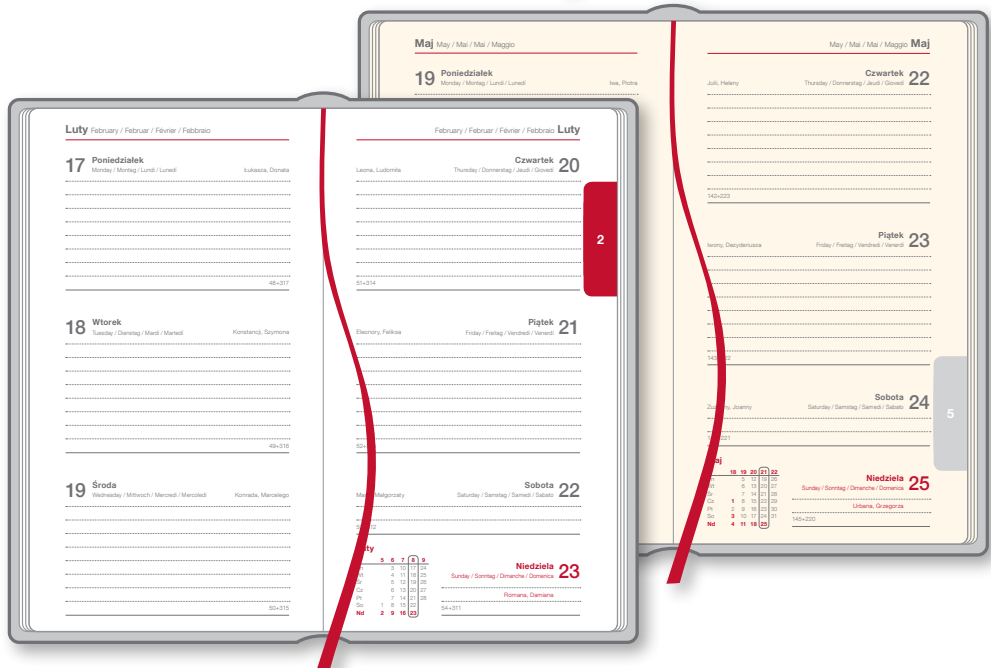 Maj May / Mai / Mai / Maggio
19 Poniedziałek
Monday / Montag / Lundi / Lunedì
Iwa, Piotra
May / Mai / Mai / Maggio Maj
Czwartek 22
Julii, Heleny
Thursday / Donnerstag / Jeudi / Giovedì
142+223
Piątek 23
Iwony, Dezyderiusza
Friday / Freitag / Vendredi / Venerdì
Sobota 24
Joanny
Saturday / Samstag / Samedi / Sabato
18 19 20 21 22
5 12 19 26
6 13 20 27
7 14 21 28
Cz 1 8 15 22 29
Pt 2 9 16 23 30
So 3 10 17 24 31
Nd 4 11 18 25
Niedziela 25
Sunday / Sonntag / Dimanche / Domenica
Urbana, Grzegorza
145+220
5
Luty February / Februar / Février / Febbraio
17 Poniedziałek
Monday / Montag / Lundi / Lunedì
Łukasza, Donata
48+317
18 Wtorek
Tuesday / Dienstag / Mardi / Martedì
Konstancji, Szymona
49+316
19 Środa
Wednesday / Mittwoch / Mercredi / Mercoledì
Konrada, Marcelego
50+315
February / Februar / Février / Febbraio Luty
Czwartek 20
Leona, Ludomiła
Thursday / Donnerstag / Jeudi / Giovedì
51+314
Piątek 21
Eleonory, Feliksa
Friday / Freitag / Vendredi / Venerdì
Sobota 22
Małgorzaty
Saturday / Samstag / Samedi / Sabato
5 6 7 8 9
3 10 17 24
4 11 18 25
5 12 19 26
Cz 6 13 20 27
Pt 7 14 21 28
So 1 8 15 22
Nd 2 9 16 23
Niedziela 23
Sunday / Sonntag / Dimanche / Domenica
Romana, Damiana
54+311
2